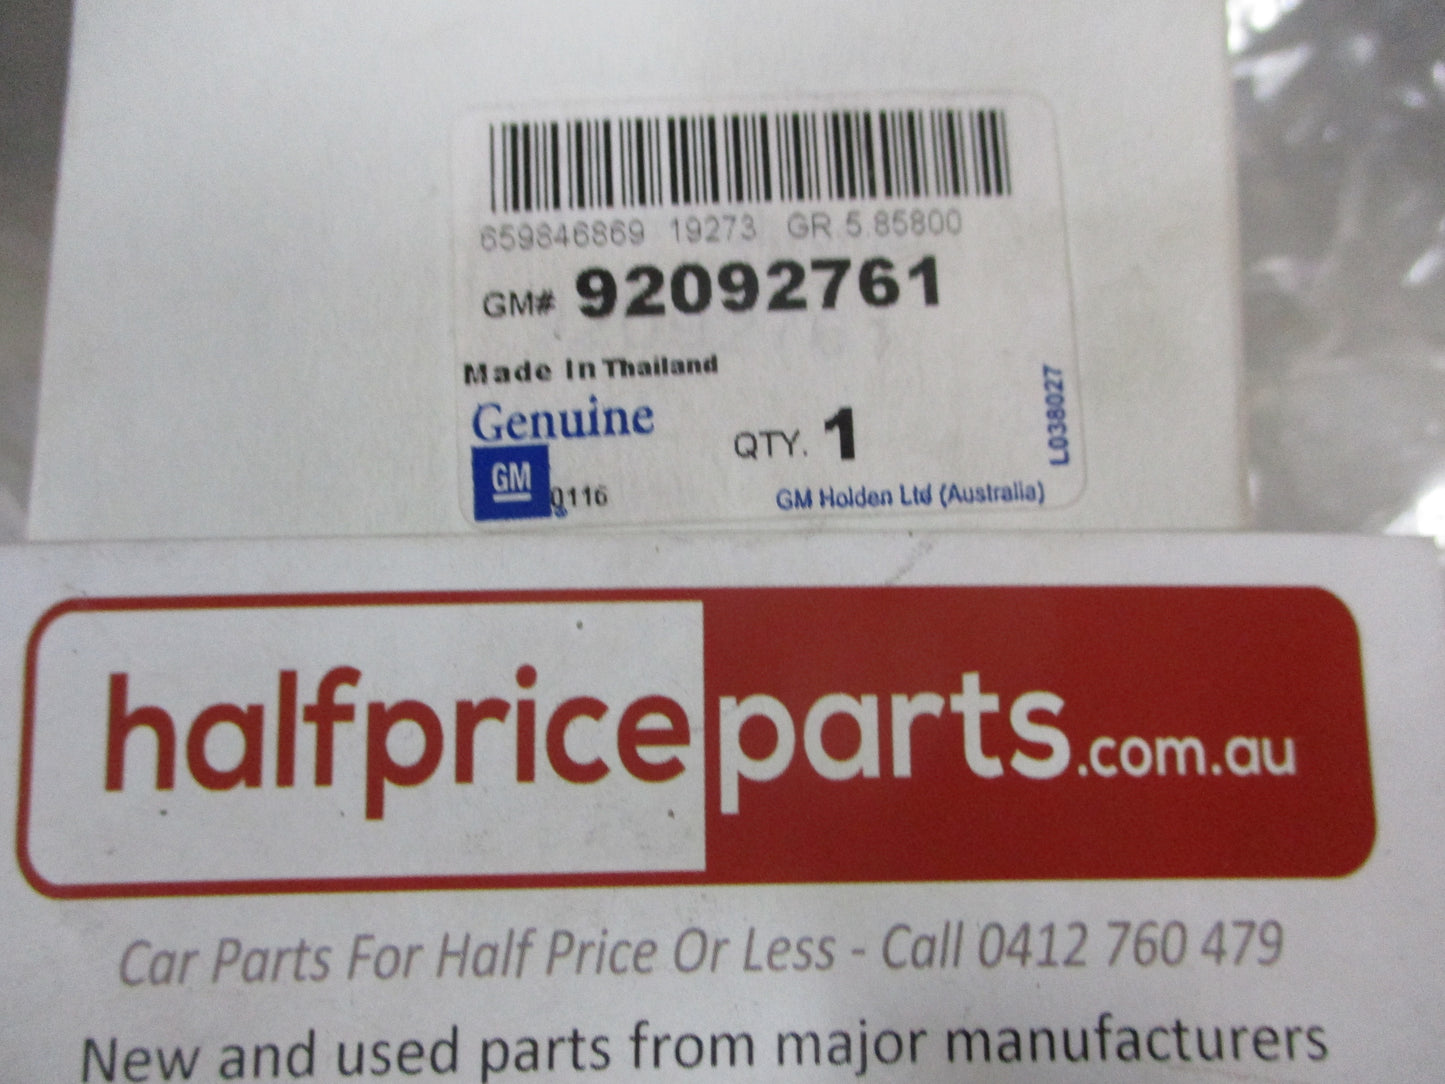 659846869 19273 GR.5.85800
GM# 92092761
Made In Thailand
Genuine
QTY. 1
L038027
GM
0116
GM Holden Ltd (Australia)
halfpriceparts.com.au
Car Parts For Half Price Or Less - Call 0412 760 479
New and used parts from major manufacturers